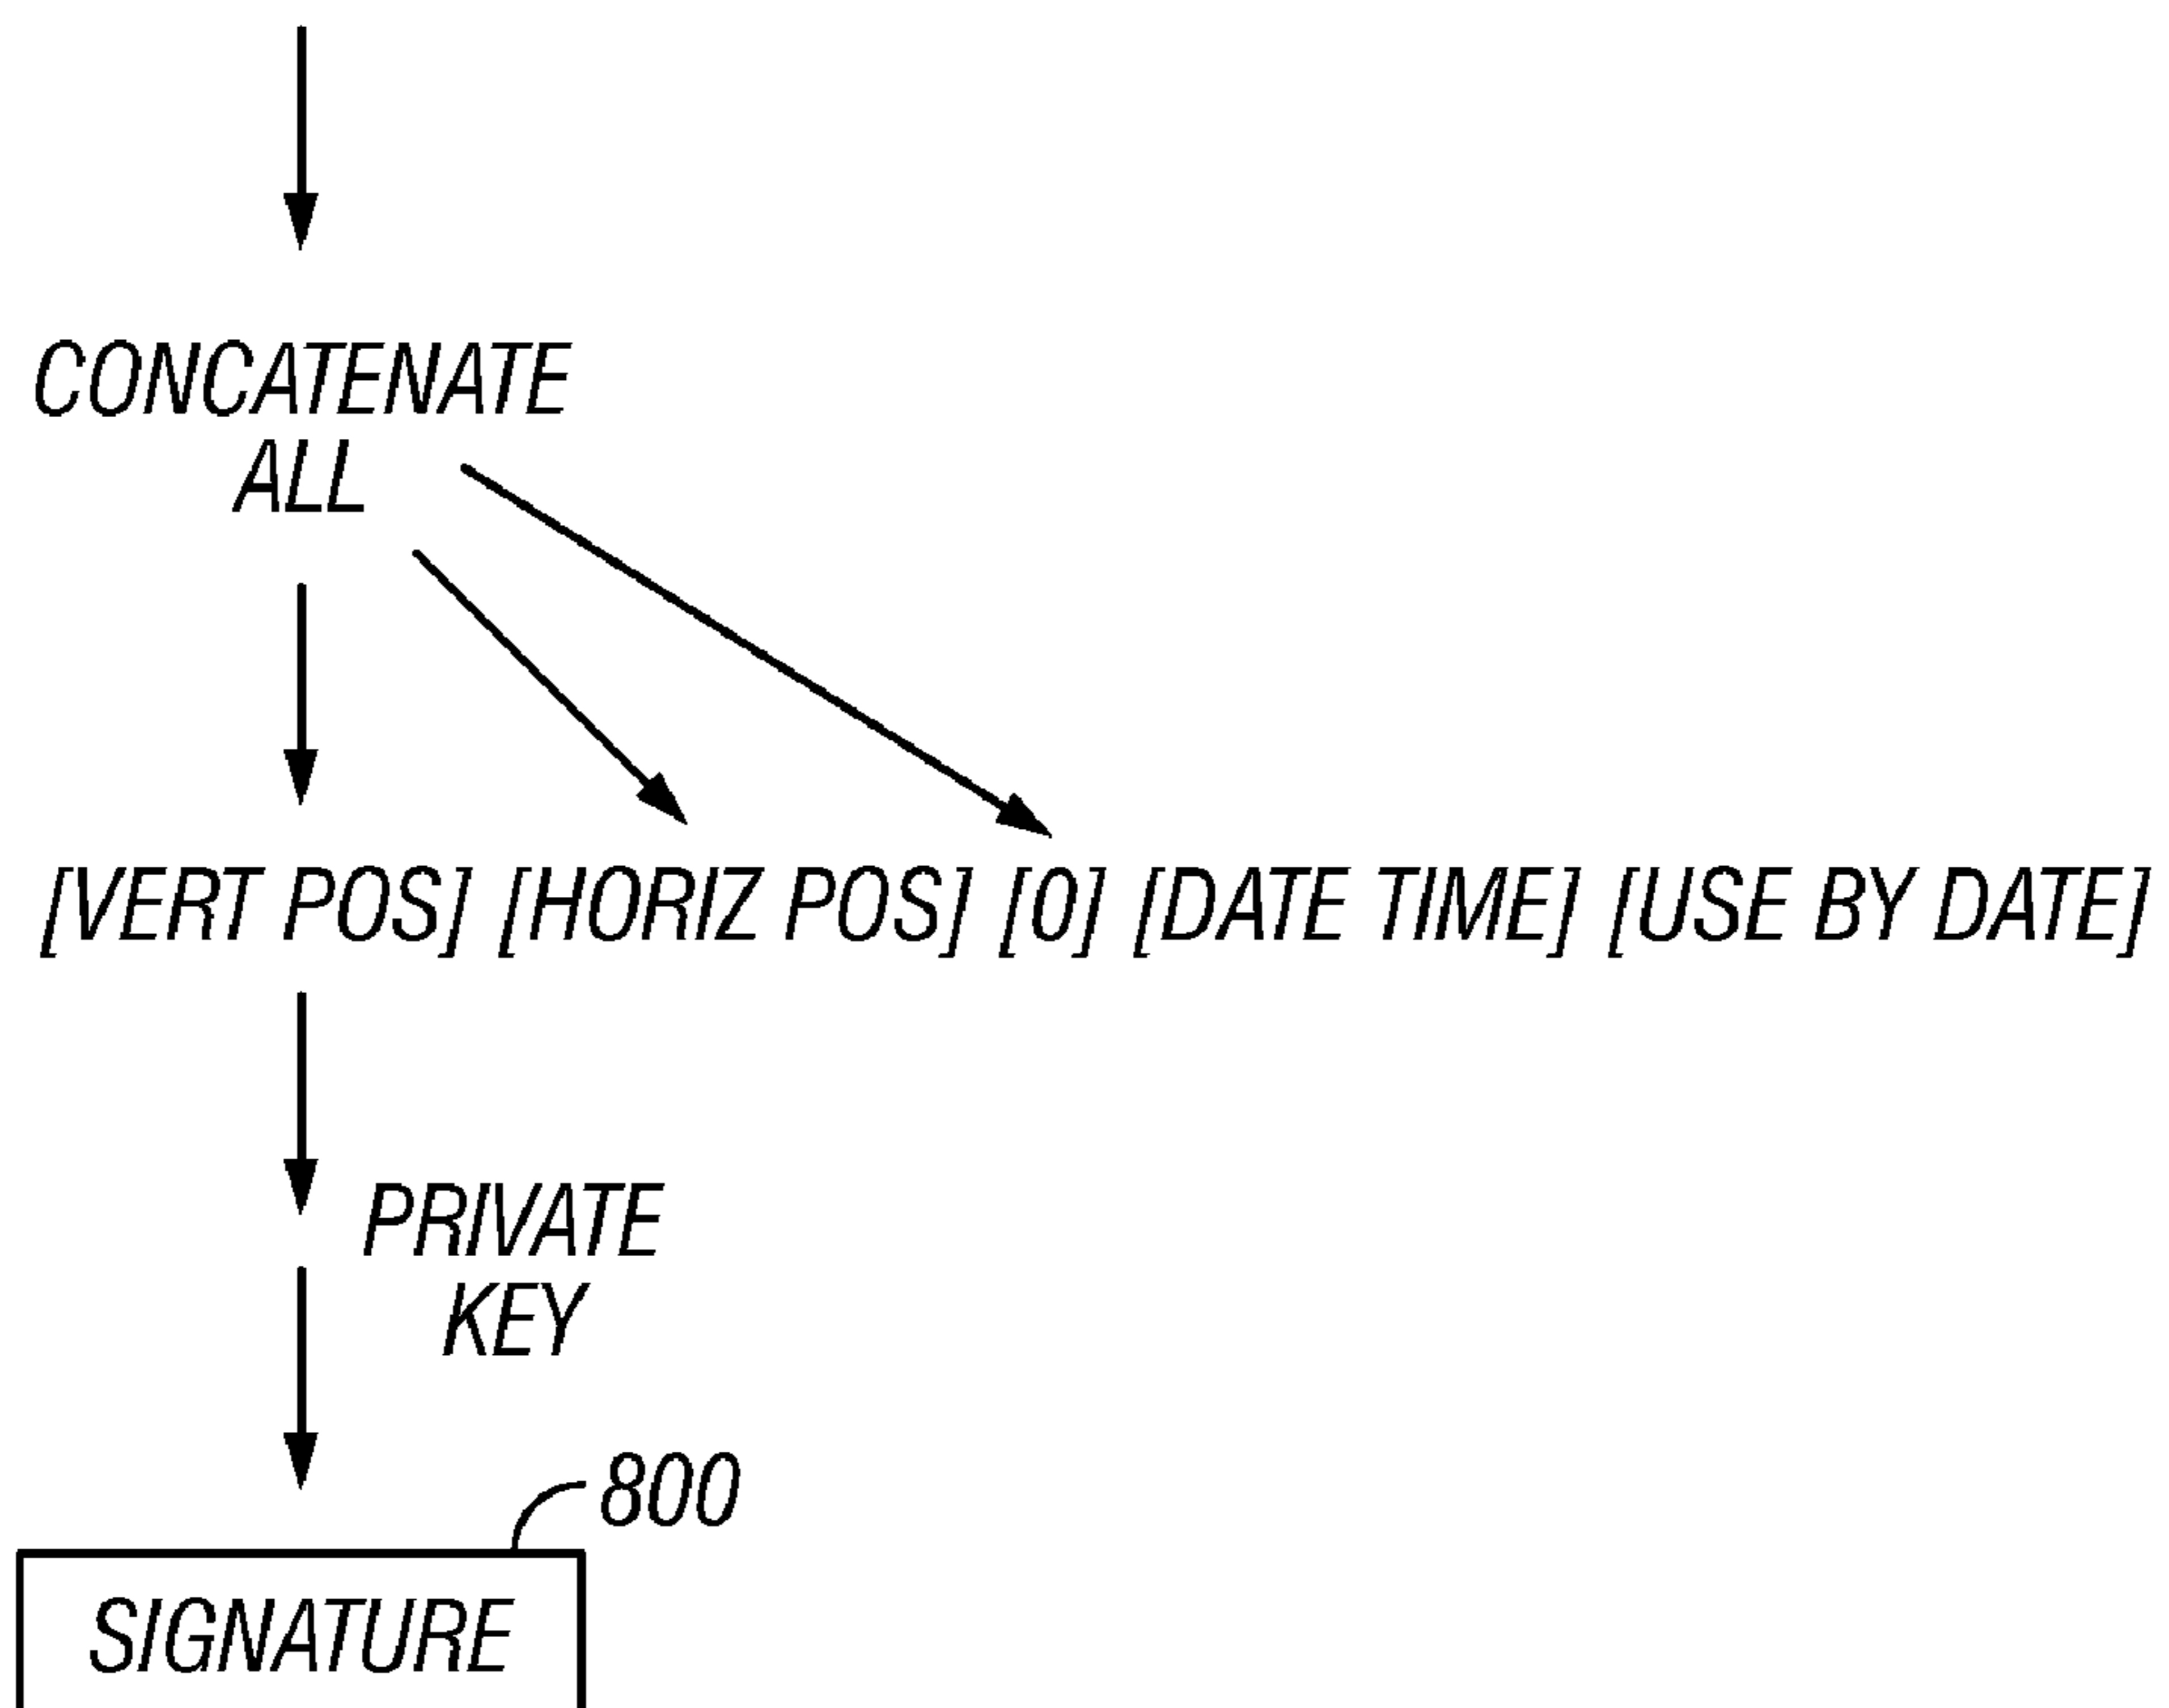 CONCATENATE
ALL
[VERT POS] [HORIZ POS] [0] [DATE TIME] [USE BY DATE]
PRIVATE
KEY
800
SIGNATURE